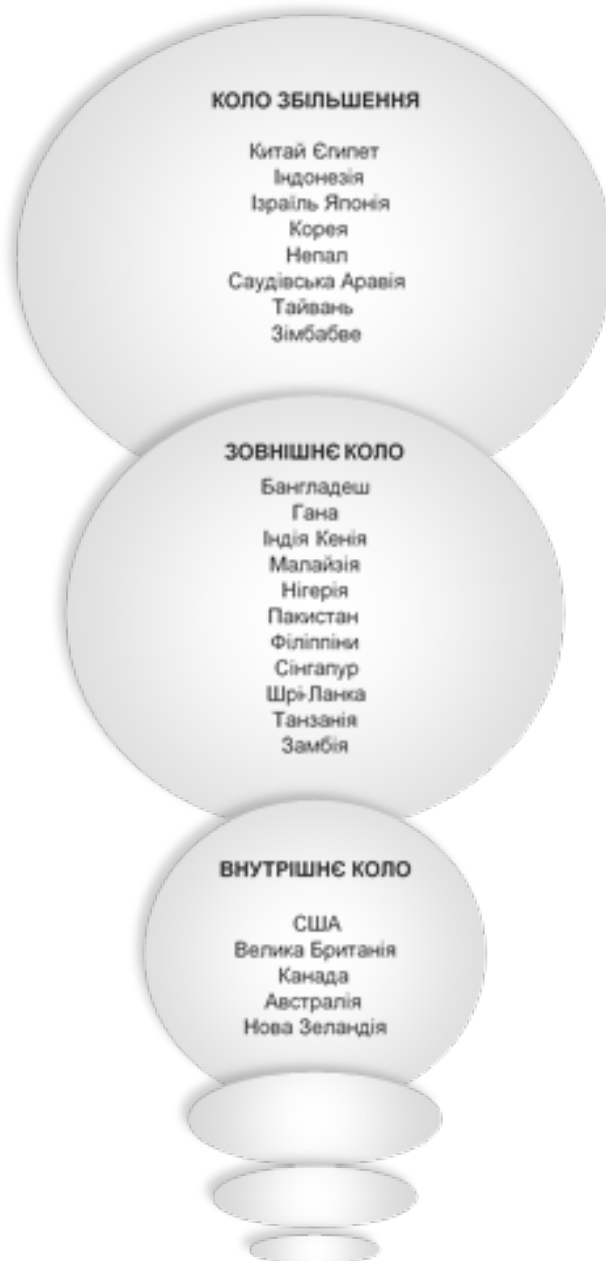 КОЛО ЗБІЛЬШЕННЯ
Китай Єгипет
Індонезія
Ізраїль Японія
Корея
Непал
Саудівська Аравія
Тайвань
Зімбабве
ЗОВНІШНЄ КОЛО
Бангладеш
Гана
Індія Кенія
Малайзія
Нігерія
Пакистан
Філіппіни
Сінгапур
Шрі-Ланка
Танзанія
Замбія
ВНУТРІШНЄ КОЛО
США
Велика Британія
Канада
Австралія
Нова Зеландія